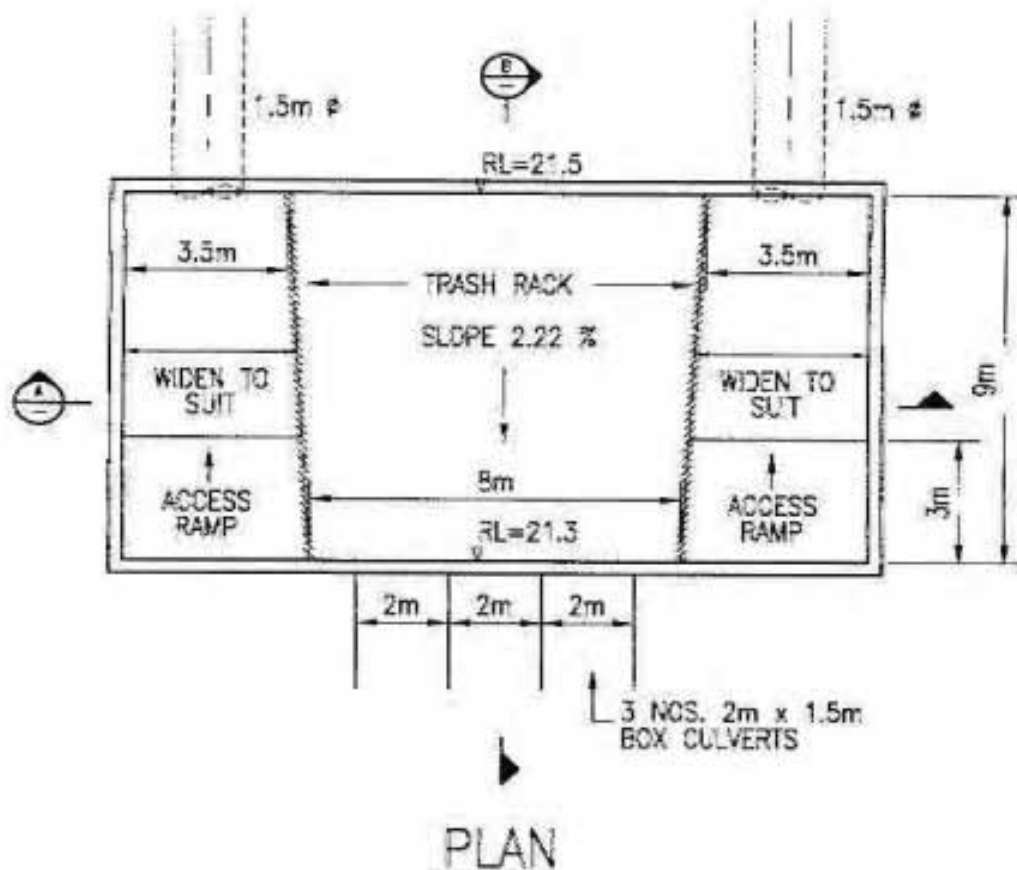 B
1.5m ø
1.5m ø
RL=21.5
3.5m
3.5m
TRASH RACK
SLOPE 2.22 %
WIDEN TO
SUIT
WIDEN TO
SUIT
A
9m
8m
3m
ACCESS
RAMP
ACCESS
RAMP
RL=21.3
2m
2m
2m
3 NOS. 2m x 1.5m
BOX CULVERTS
PLAN